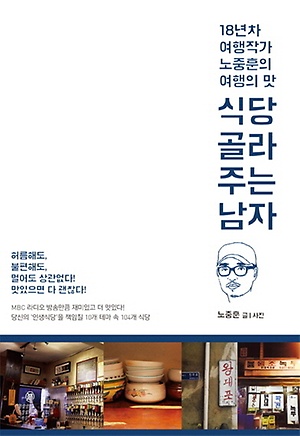 18년차
여행작가
노중훈의
여행의 맛
식당
골라
주는
남자
허름해도,
불편해도,
멀어도 상관없다!
맛있으면 다 괜찮다!
MBC 라디오 방송만큼 재미있고 더 맛있다!
당신의 '인생식당'을 책임질 10개 테마 속 104개 식당
노중훈 글 | 사진
왕대포